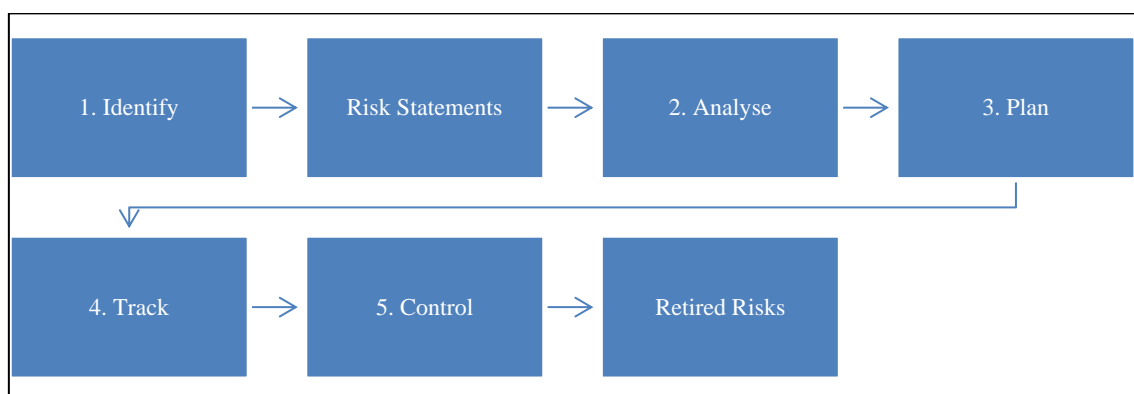 1. Identify
Risk Statements
2. Analyse
3. Plan
4. Track
5. Control
Retired Risks